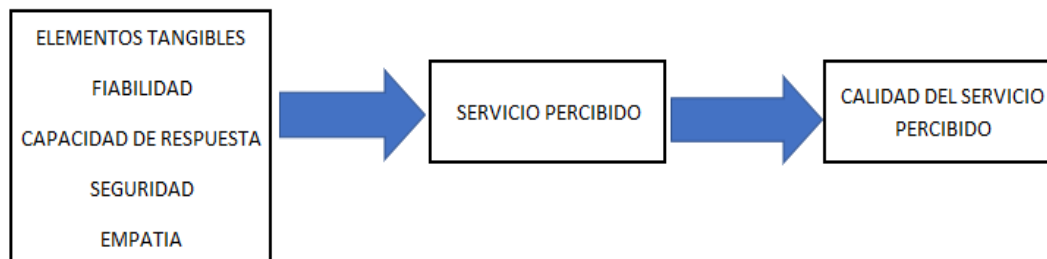 ELEMENTOS TANGIBLES
FIABILIDAD
CAPACIDAD DE RESPUESTA
SEGURIDAD
EMPATIA
SERVICIO PERCIBIDO
CALIDAD DEL SERVICIO
PERCIBIDO